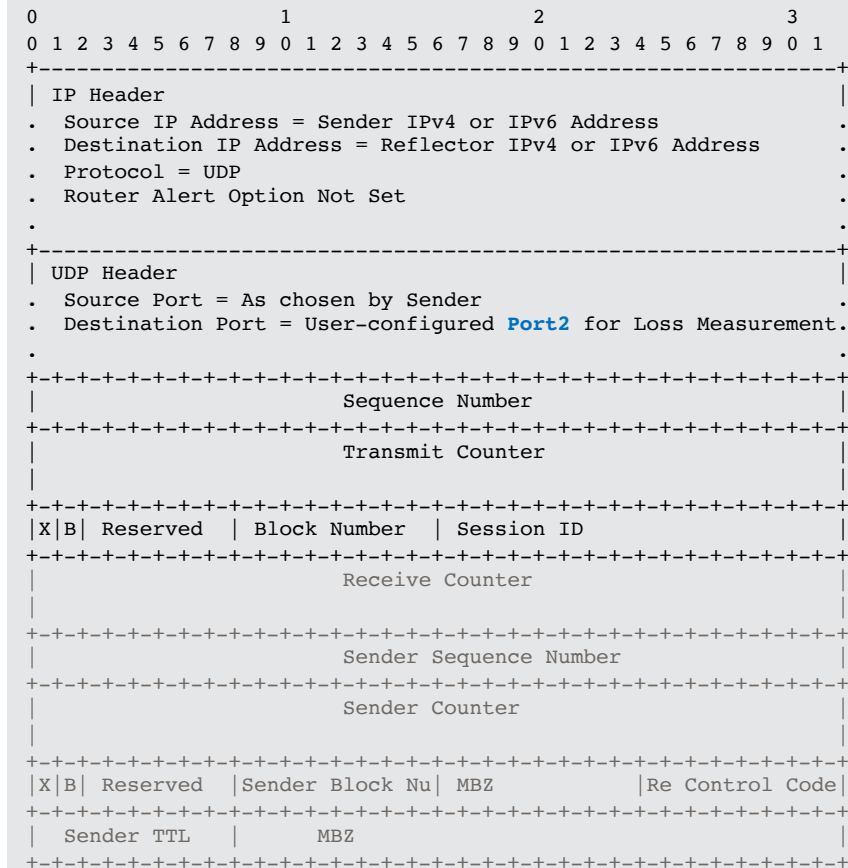 0                   1                   2                   3
0 1 2 3 4 5 6 7 8 9 0 1 2 3 4 5 6 7 8 9 0 1 2 3 4 5 6 7 8 9 0 1
+---------------------------------------------------------------+
| IP Header                                                     |
.  Source IP Address = Sender IPv4 or IPv6 Address              .
.  Destination IP Address = Reflector IPv4 or IPv6 Address      .
.  Protocol = UDP                                               .
.  Router Alert Option Not Set                                  .
.                                                               .
+---------------------------------------------------------------+
| UDP Header                                                    |
.  Source Port = As chosen by Sender                            .
.  Destination Port = User-configured Port2 for Loss Measurement.
.                                                               .
+-+-+-+-+-+-+-+-+-+-+-+-+-+-+-+-+-+-+-+-+-+-+-+-+-+-+-+-+-+-+-+-+
|                        Sequence Number                        |
+-+-+-+-+-+-+-+-+-+-+-+-+-+-+-+-+-+-+-+-+-+-+-+-+-+-+-+-+-+-+-+-+
|                        Transmit Counter                       |
|                                                               |
+-+-+-+-+-+-+-+-+-+-+-+-+-+-+-+-+-+-+-+-+-+-+-+-+-+-+-+-+-+-+-+-+
|X|B| Reserved  | Block Number  | Session ID                    |
+-+-+-+-+-+-+-+-+-+-+-+-+-+-+-+-+-+-+-+-+-+-+-+-+-+-+-+-+-+-+-+-+
|                        Receive Counter                        |
|                                                               |
+-+-+-+-+-+-+-+-+-+-+-+-+-+-+-+-+-+-+-+-+-+-+-+-+-+-+-+-+-+-+-+-+
|                        Sender Sequence Number                 |
+-+-+-+-+-+-+-+-+-+-+-+-+-+-+-+-+-+-+-+-+-+-+-+-+-+-+-+-+-+-+-+-+
|                        Sender Counter                         |
|                                                               |
+-+-+-+-+-+-+-+-+-+-+-+-+-+-+-+-+-+-+-+-+-+-+-+-+-+-+-+-+-+-+-+-+
|X|B| Reserved  |Sender Block Nu| MBZ           |Re Control Code|
+-+-+-+-+-+-+-+-+-+-+-+-+-+-+-+-+-+-+-+-+-+-+-+-+-+-+-+-+-+-+-+-+
|  Sender TTL   |      MBZ                                      |
+-+-+-+-+-+-+-+-+-+-+-+-+-+-+-+-+-+-+-+-+-+-+-+-+-+-+-+-+-+-+-+-+